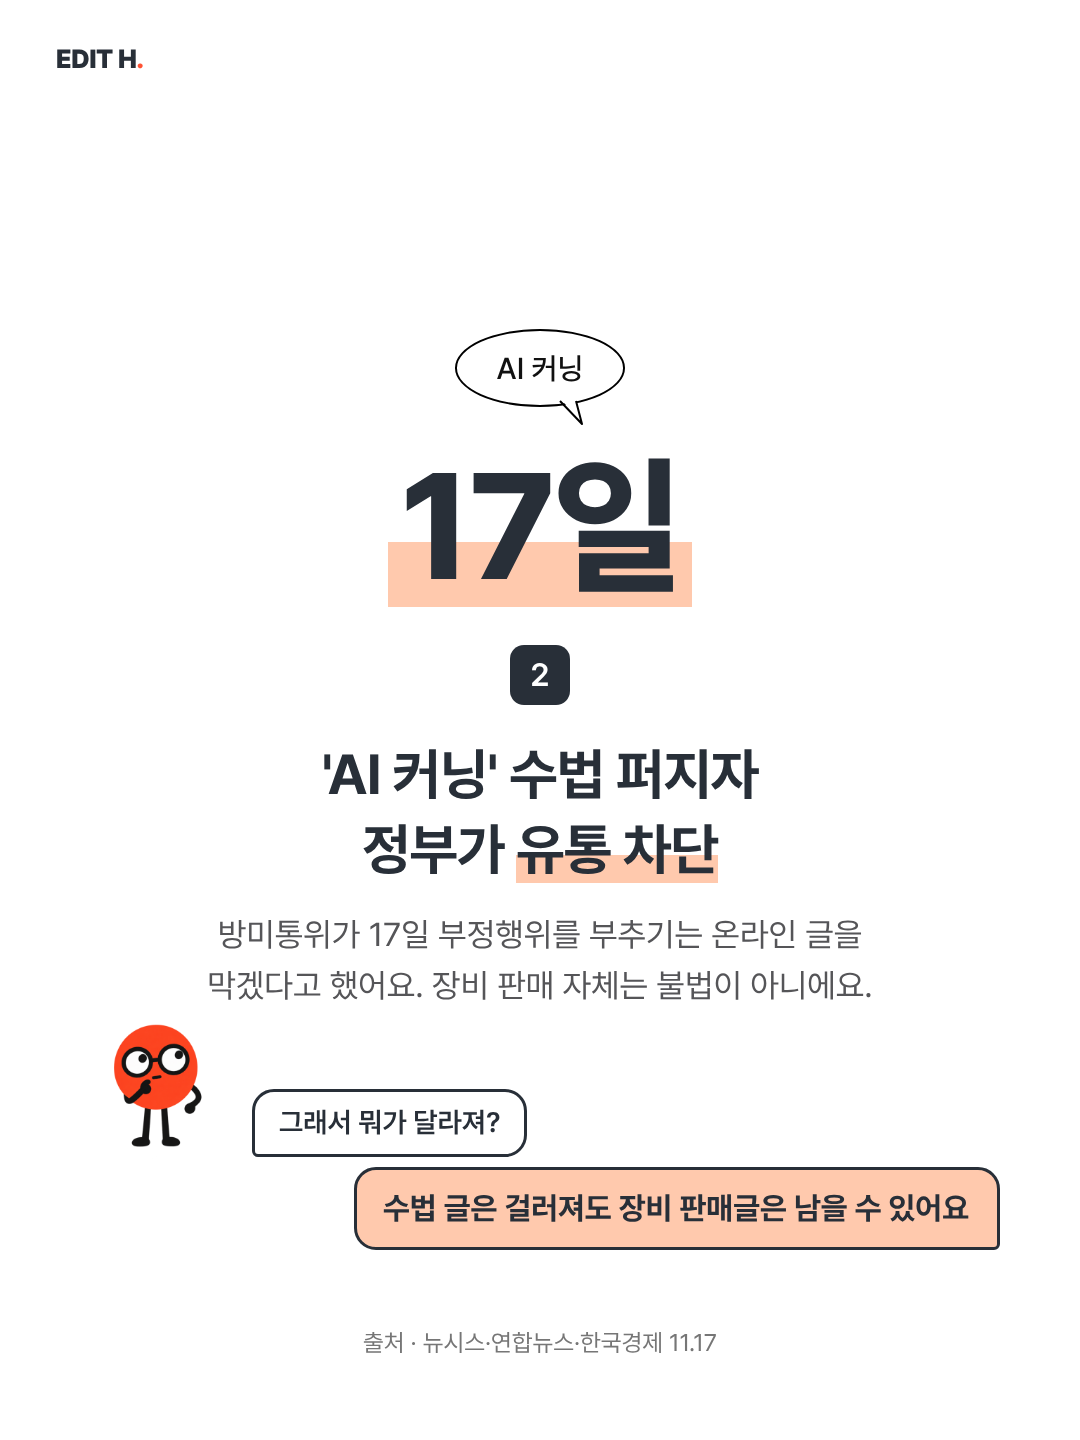 EDIT H.
AI 커닝
17일
2
'AI 커닝' 수법 퍼지자
정부가 유통 차단
방미통위가 17일 부정행위를 부추기는 온라인 글을
막겠다고 했어요. 장비 판매 자체는 불법이 아니에요.
그래서 뭐가 달라져?
수법 글은 걸러져도 장비 판매글은 남을 수 있어요
출처 · 뉴시스·연합뉴스·한국경제 11.17